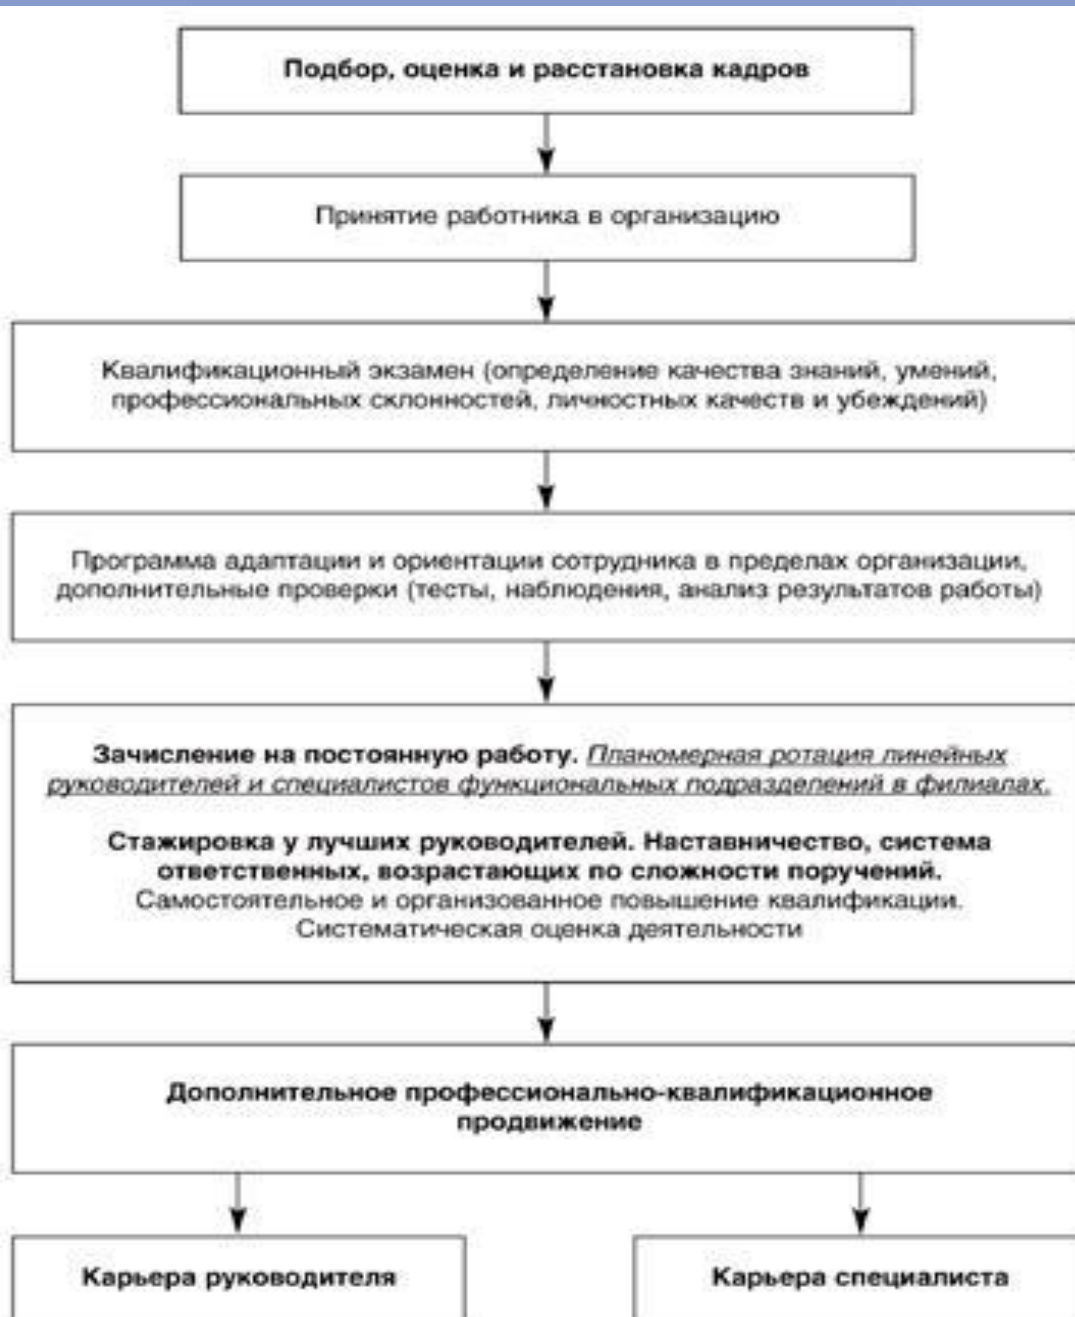 Подбор, оценка и расстановка кадров
Принятие работника в организацию
Квалификационный экзамен (определение качества знаний, умений,
профессиональных склонностей, личностных качеств и убеждений)
Программа адаптации и ориентации сотрудника в пределах организации,
дополнительные проверки (тесты, наблюдения, анализ результатов работы)
Зачисление на постоянную работу. Планомерная ротация линейных
руководителей и специалистов функциональных подразделений в филиалах.
Стажировка у лучших руководителей. Наставничество, система
ответственных, возрастающих по сложности поручений.
Самостоятельное и организованное повышение квалификации.
Систематическая оценка деятельности
Дополнительное профессионально-квалификационное
продвижение
Карьера руководителя
Карьера специалиста